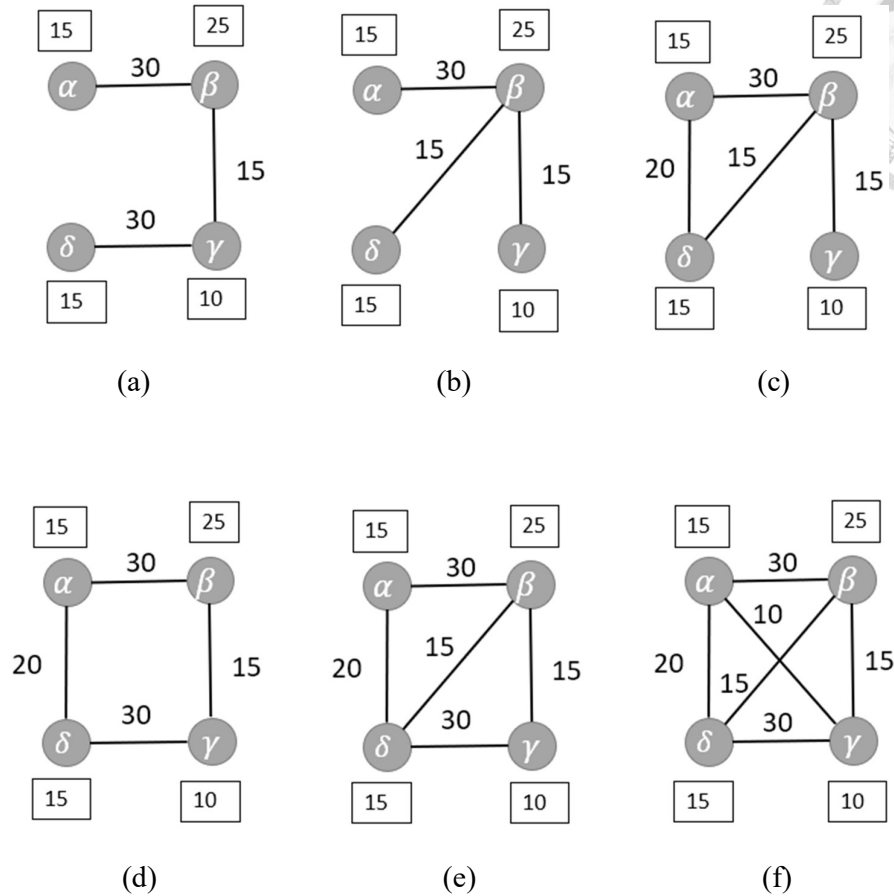 15 25 15 25 15 25
α 30 β α 30 β α 30 β
15 15 15 20 15 15
δ 30 γ δ γ δ γ
15 10 15 10 15 10
(a) (b) (c)
15 25 15 25 15 25
α 30 β α 30 β α 30 β
20 15 20 15 15 20 10 15 15
δ 30 γ δ 30 γ δ 30 γ
15 10 15 10 15 10
(d) (e) (f)